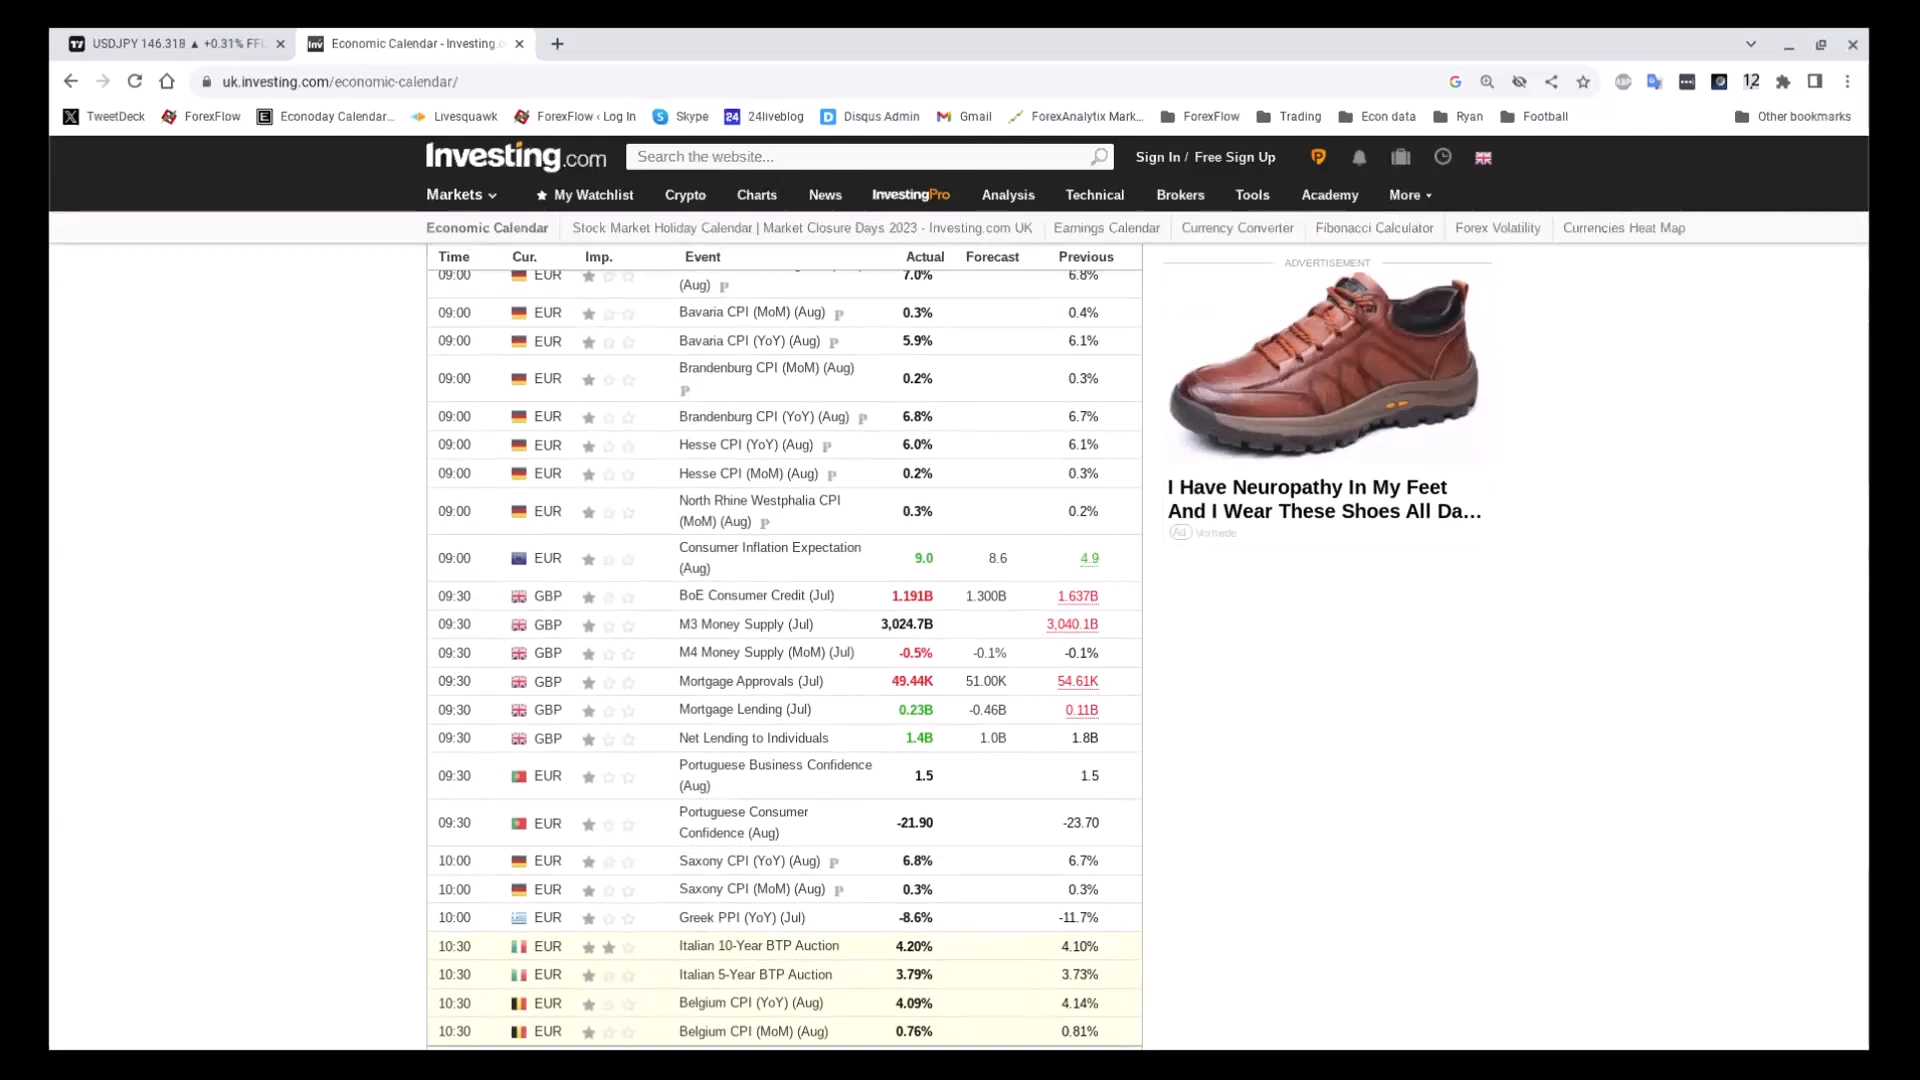 USDJPY 146.318 ▲ +0.31% FF
Economic Calendar - Investing.c
uk.investing.com/economic-calendar/
12
TweetDeck ForexFlow Econoday Calendar... Livesquawk ForexFlow ‹ Log In Skype 24 24liveblog Disqus Admin Gmail ForexAnalytix Mark... ForexFlow Trading Econ data Ryan Football Other bookmarks
Investing.com Search the website... Sign In / Free Sign Up
Markets My Watchlist Crypto Charts News InvestingPro Analysis Technical Brokers Tools Academy More
Economic Calendar Stock Market Holiday Calendar | Market Closure Days 2023 - Investing.com UK Earnings Calendar Currency Converter Fibonacci Calculator Forex Volatility Currencies Heat Map
Time Cur. Imp. Event Actual Forecast Previous
09:00 EUR (Aug) P 7.0% 6.8%
09:00 EUR Bavaria CPI (MoM) (Aug) P 0.3% 0.4%
09:00 EUR Bavaria CPI (YoY) (Aug) P 5.9% 6.1%
09:00 EUR Brandenburg CPI (MoM) (Aug) P 0.2% 0.3%
09:00 EUR Brandenburg CPI (YoY) (Aug) P 6.8% 6.7%
09:00 EUR Hesse CPI (YoY) (Aug) P 6.0% 6.1%
09:00 EUR Hesse CPI (MoM) (Aug) P 0.2% 0.3%
09:00 EUR North Rhine Westphalia CPI (MoM) (Aug) P 0.3% 0.2%
09:00 EUR Consumer Inflation Expectation (Aug) 9.0 8.6 4.9
09:30 GBP BoE Consumer Credit (Jul) 1.191B 1.300B 1.637B
09:30 GBP M3 Money Supply (Jul) 3,024.7B 3,040.1B
09:30 GBP M4 Money Supply (MoM) (Jul) -0.5% -0.1% -0.1%
09:30 GBP Mortgage Approvals (Jul) 49.44K 51.00K 54.61K
09:30 GBP Mortgage Lending (Jul) 0.23B -0.46B 0.11B
09:30 GBP Net Lending to Individuals 1.4B 1.0B 1.8B
09:30 EUR Portuguese Business Confidence (Aug) 1.5 1.5
09:30 EUR Portuguese Consumer Confidence (Aug) -21.90 -23.70
10:00 EUR Saxony CPI (YoY) (Aug) P 6.8% 6.7%
10:00 EUR Saxony CPI (MoM) (Aug) P 0.3% 0.3%
10:00 EUR Greek PPI (YoY) (Jul) -8.6% -11.7%
10:30 EUR Italian 10-Year BTP Auction 4.20% 4.10%
10:30 EUR Italian 5-Year BTP Auction 3.79% 3.73%
10:30 EUR Belgium CPI (YoY) (Aug) 4.09% 4.14%
10:30 EUR Belgium CPI (MoM) (Aug) 0.76% 0.81%
ADVERTISEMENT
I Have Neuropathy In My Feet
And I Wear These Shoes All Da...
Ad